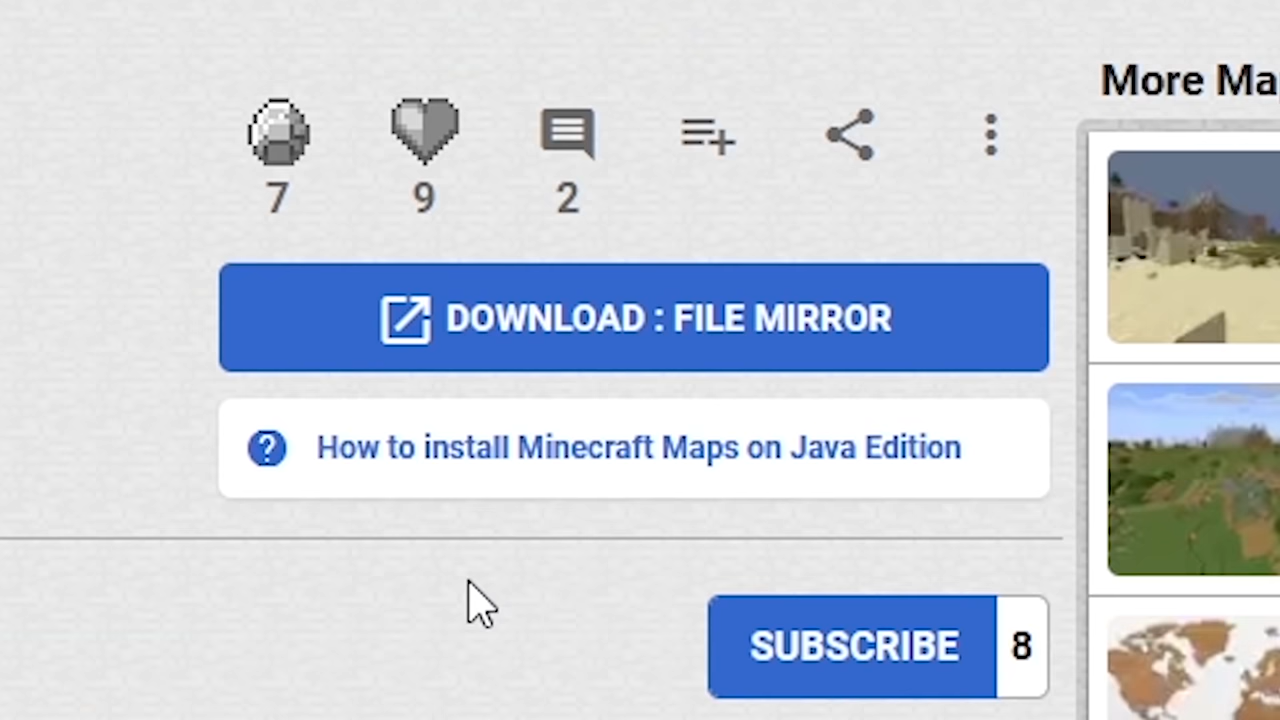 More Ma
7
9
2
DOWNLOAD : FILE MIRROR
How to install Minecraft Maps on Java Edition
SUBSCRIBE
8